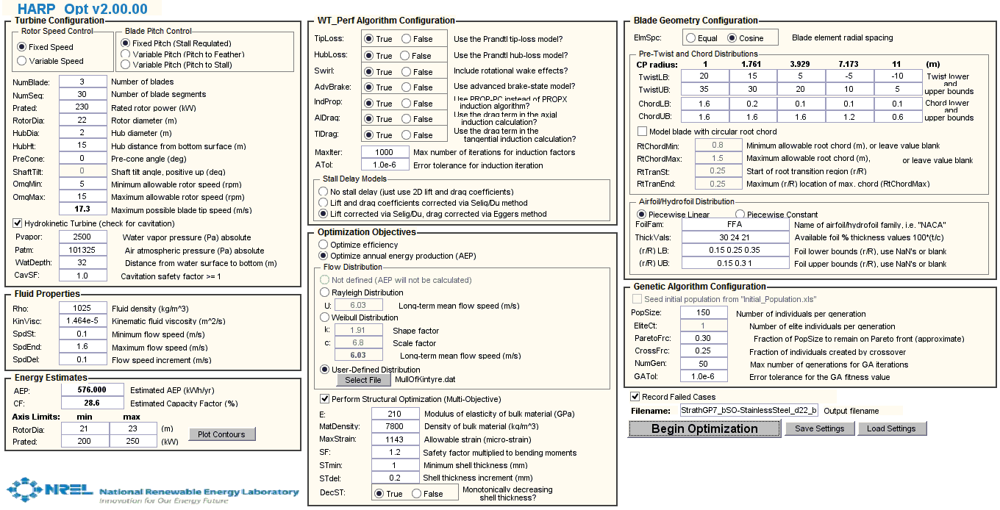 HARP_Opt v2.00.00
Turbine Configuration
Rotor Speed Control
Fixed Speed
Variable Speed
Blade Pitch Control
Fixed Pitch (Stall Regulated)
Variable Pitch (Pitch to Feather)
Variable Pitch (Pitch to Stall)
NumBlade: 3 Number of blades
NumSeg: 30 Number of blade segments
Prated: 230 Rated rotor power (kW)
RotorDia: 22 Rotor diameter (m)
HubDia: 2 Hub diameter (m)
HubHt: 15 Hub distance from bottom surface (m)
PreCone: 0 Pre-cone angle (deg)
ShaftTilt: 0 Shaft tilt angle, positive up (deg)
OmgMin: 5 Minimum allowable rotor speed (rpm)
OmgMax: 15 Maximum allowable rotor speed (rpm)
17.3 Maximum possible blade tip speed (m/s)
Hydrokinetic Turbine (check for cavitation)
Pvapor: 2500 Water vapor pressure (Pa) absolute
Patm: 101325 Air atmospheric pressure (Pa) absolute
WatDepth: 32 Distance from water surface to bottom (m)
CavSF: 1.0 Cavitation safety factor >= 1
Fluid Properties
Rho: 1025 Fluid density (kg/m^3)
KinVisc: 1.464e-5 Kinematic fluid viscosity (m^2/s)
SpdSt: 0.1 Minimum flow speed (m/s)
SpdEnd: 1.6 Maximum flow speed (m/s)
SpdDel: 0.1 Flow speed increment (m/s)
Energy Estimates
AEP: 576.000 Estimated AEP (kWh/yr)
CF: 28.6 Estimated Capacity Factor (%)
Axis Limits: min max
RotorDia: 21 23 (m)
Prated: 200 250 (kW)
Plot Contours
NREL National Renewable Energy Laboratory
Innovation for Our Energy Future
WT_Perf Algorithm Configuration
TipLoss: True False Use the Prandtl tip-loss model?
HubLoss: True False Use the Prandtl hub-loss model?
Swirl: True False Include rotational wake effects?
AdvBrake: True False Use advanced brake-state model?
IndProp: True False Use PROP-PC instead of PROPX
induction algorithm?
AIDrag: True False Use the drag term in the axial
induction calculation?
TIDrag: True False Use the drag term in the
tangential induction calculation?
MaxIter: 1000 Max number of iterations for induction factors
ATol: 1.0e-6 Error tolerance for induction iteration
Stall Delay Models
No stall delay (just use 2D lift and drag coefficients)
Lift and drag coefficients corrected via Selig/Du method
Lift corrected via Selig/Du, drag corrected via Eggers method
Optimization Objectives
Optimize efficiency
Optimize annual energy production (AEP)
Flow Distribution
Not defined (AEP will not be calculated)
Rayleigh Distribution
U: 6.03 Long-term mean flow speed (m/s)
Weibull Distribution
k: 1.91 Shape factor
c: 6.8 Scale factor
6.03 Long-term mean flow speed (m/s)
User-Defined Distribution
Select File MullOfKintyre.dat
Perform Structural Optimization (Multi-Objective)
E: 210 Modulus of elasticity of bulk material (GPa)
MatDensity: 7800 Density of bulk material (kg/m^3)
MaxStrain: 1143 Allowable strain (micro-strain)
SF: 1.2 Safety factor multiplied to bending moments
STmin: 1 Minimum shell thickness (mm)
STdel: 0.2 Shell thickness increment (mm)
DecST: True False Monotonically decreasing
shell thickness?
Blade Geometry Configuration
ElmSpc: Equal Cosine Blade element radial spacing
Pre-Twist and Chord Distributions
CP radius: 1 1.761 3.929 7.173 11 (m)
TwistLB: 20 15 5 -5 -10 Twist lower
and
TwistUB: 35 30 20 10 5 upper bounds
ChordLB: 1.6 0.2 0.1 0.1 0.1 Chord lower
and
ChordUB: 1.6 1.6 1.6 1.2 0.6 upper bounds
Model blade with circular root chord
RtChordMin: 0.8 Minimum allowable root chord (m), or leave value blank
RtChordMax: 1.5 Maximum allowable root chord (m), or leave value blank
RtTranSt: 0.25 Start of root transition region (r/R)
RtTranEnd: 0.25 Maximum (r/R) location of max. chord (RtChordMax)
Airfoil/Hydrofoil Distribution
Piecewise Linear Piecewise Constant
FoilFam: FFA Name of airfoil/hydrofoil family, i.e. "NACA"
ThickVals: 30 24 21 Available foil % thickness values 100*(t/c)
(r/R) LB: 0.15 0.25 0.35 Foil lower bounds (r/R), use NaN's or blank
(r/R) UB: 0.15 0.3 1 Foil upper bounds (r/R), use NaN's or blank
Genetic Algorithm Configuration
Seed initial population from "Initial_Population.xls"
PopSize: 150 Number of individuals per generation
EliteCt: 1 Number of elite individuals per generation
ParetoFrc: 0.30 Fraction of PopSize to remain on Pareto front (approximate)
CrossFrc: 0.25 Fraction of individuals created by crossover
NumGen: 50 Max number of generations for GA iterations
GATol: 1.0e-6 Error tolerance for the GA fitness value
Record Failed Cases
Filename: StrathGP7_bSO-StainlessSteel_d22_b Output filename
Begin Optimization Save Settings Load Settings